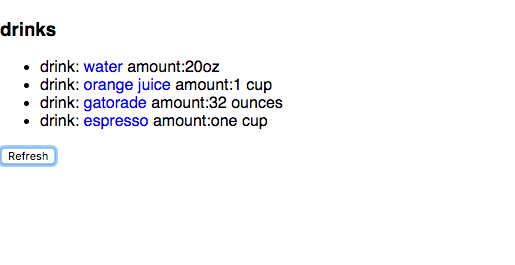 drinks
drink: water amount:20oz
drink: orange juice amount:1 cup
drink: gatorade amount:32 ounces
drink: espresso amount:one cup
Refresh